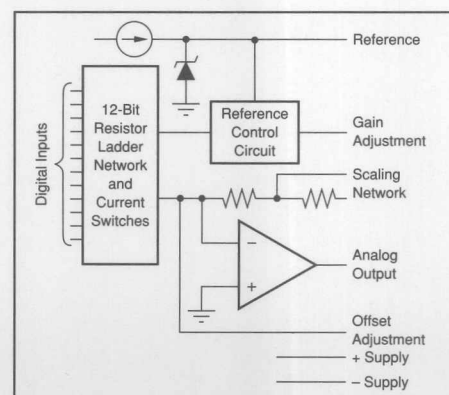 Reference
12-Bit
Resistor
Ladder
Network
and
Current
Switches
Digital Inputs
Reference
Control
Circuit
Gain
Adjustment
Scaling
Network
−
+
Analog
Output
Offset
Adjustment
+ Supply
− Supply